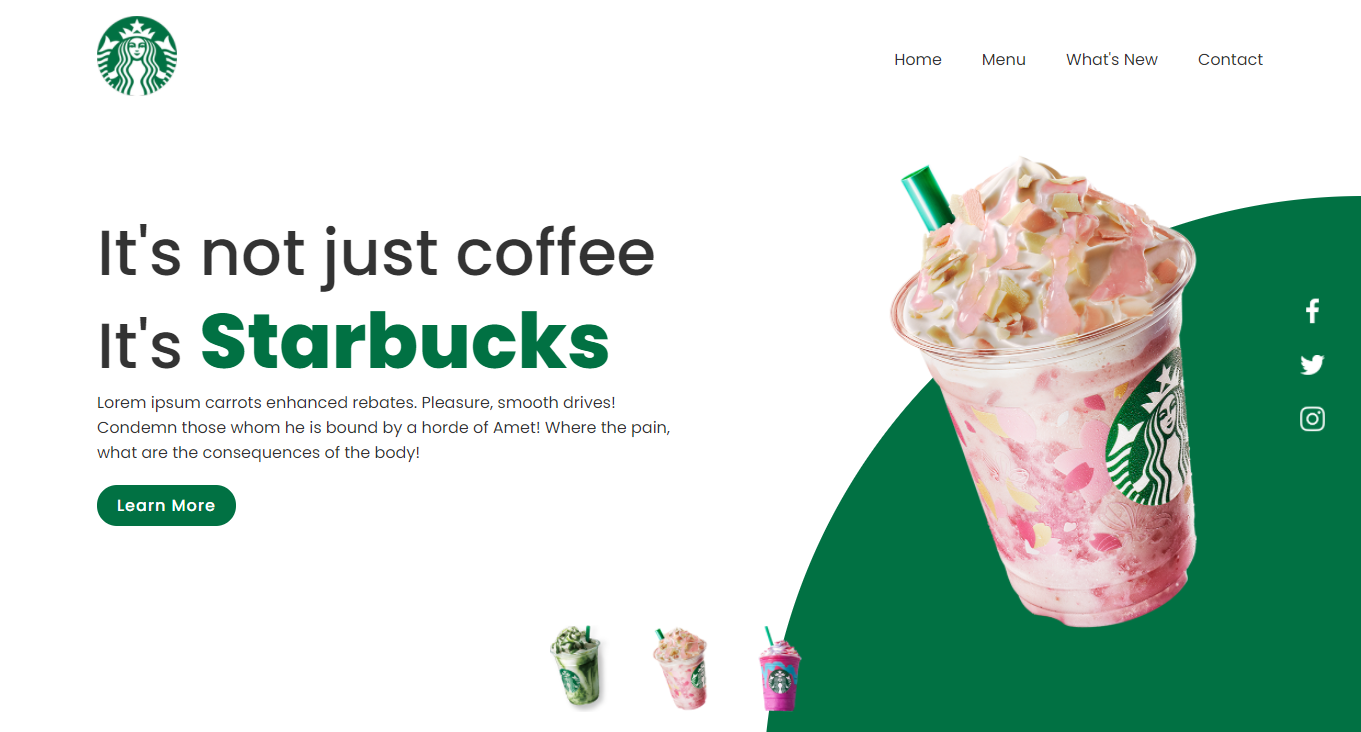 Home Menu What's New Contact
It's not just coffee
It's Starbucks
Lorem ipsum carrots enhanced rebates. Pleasure, smooth drives!
Condemn those whom he is bound by a horde of Amet! Where the pain,
what are the consequences of the body!
Learn More